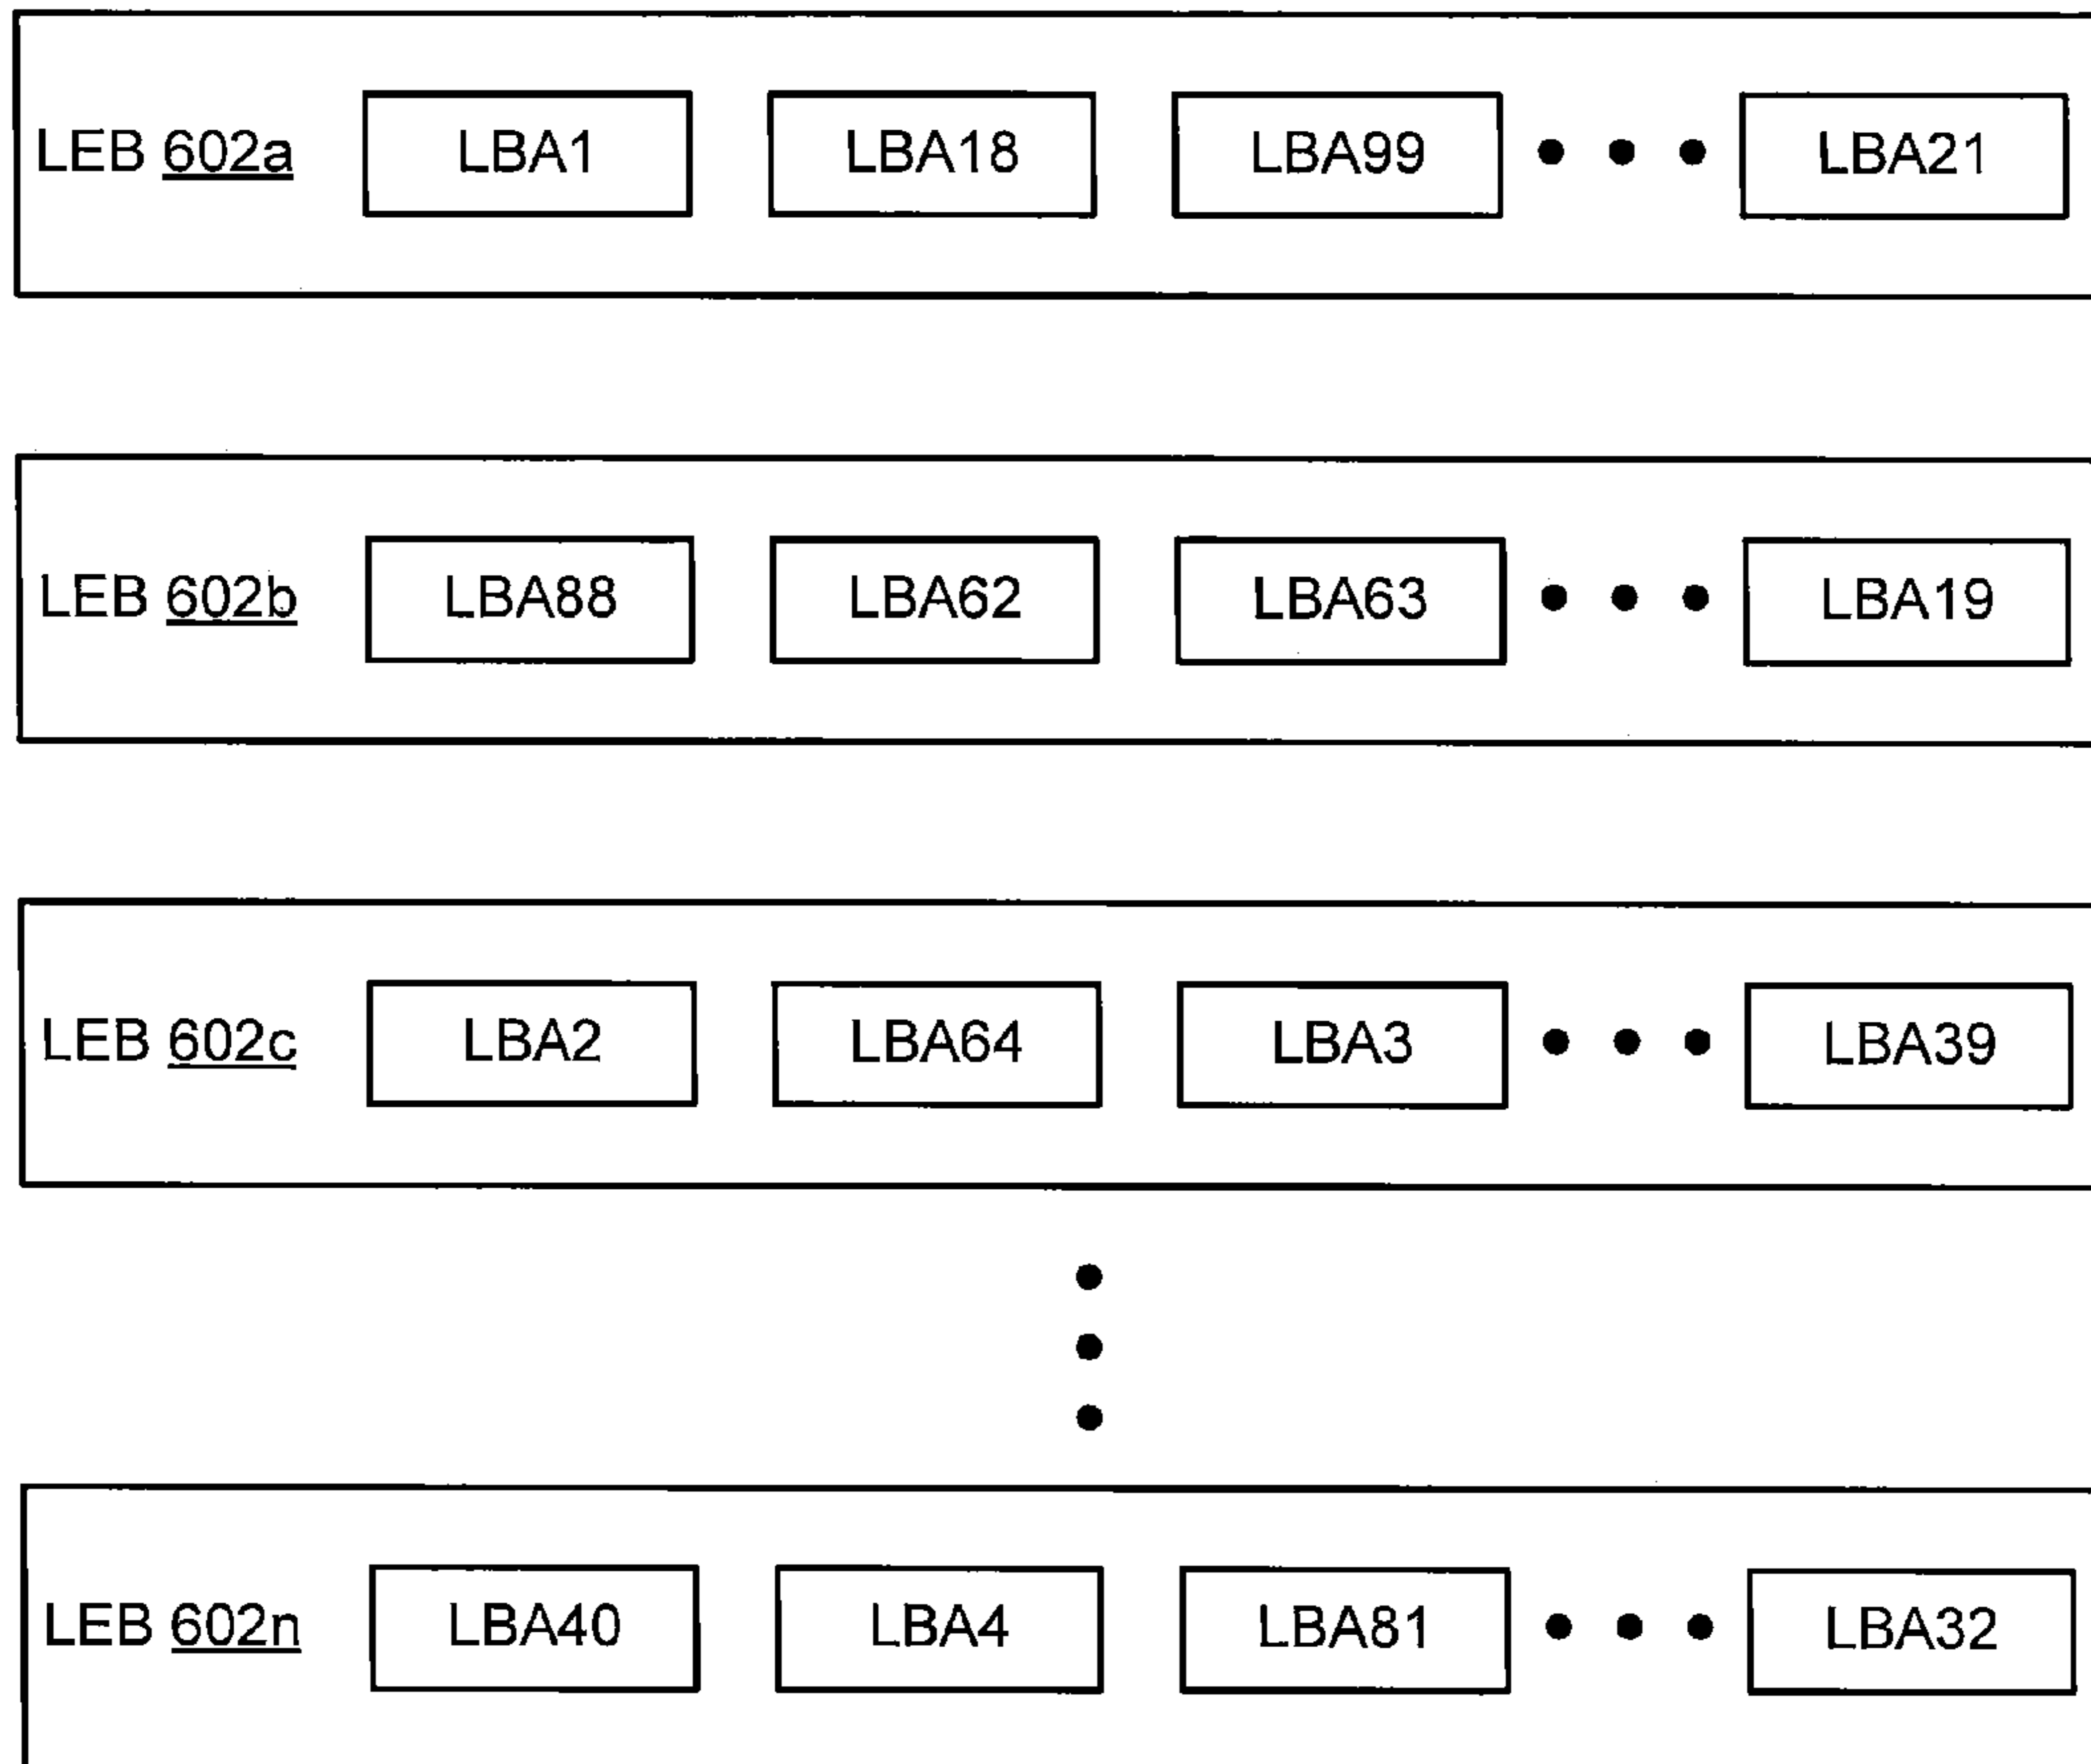 LEB 602a LBA1 LBA18 LBA99 LBA21
LEB 602b LBA88 LBA62 LBA63 LBA19
LEB 602c LBA2 LBA64 LBA3 LBA39
LEB 602n LBA40 LBA4 LBA81 LBA32